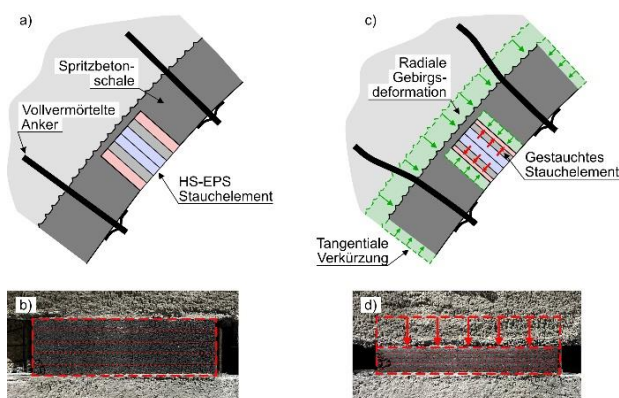 a)
Spritzbeton-
schale
Vollvermörtelte
Anker
HS-EPS
Stauchelement
c)
Radiale
Gebirgs-
deformation
Gestauchtes
Stauchelement
Tangentiale
Verkürzung
b)
d)